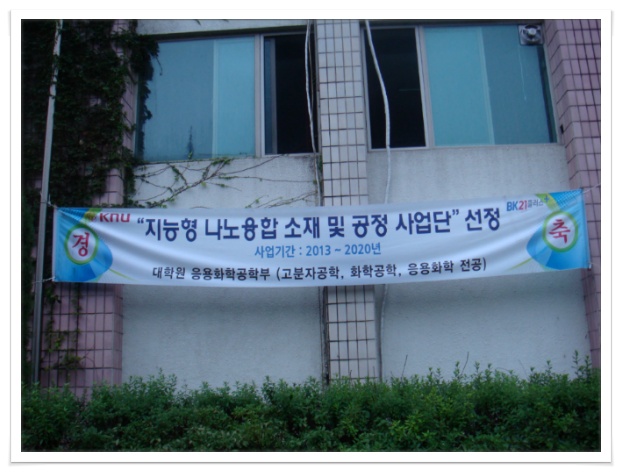 KNU "지능형 나노융합 소재 및 공정 사업단" 선정 BK21플러스
경 사업기간 : 2013 ~ 2020년 축
대학원 응용화학공학부 (고분자공학, 화학공학, 응용화학 전공)